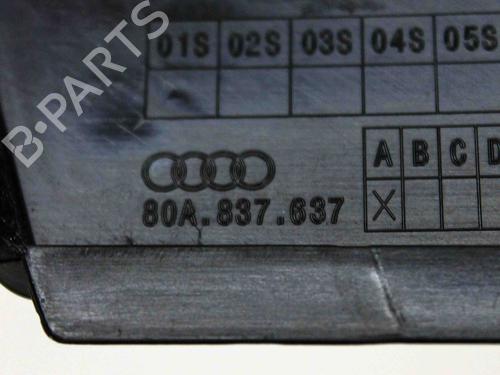 B-PARTS
01S 02S 03S 04S 05S
A B C D
X
80A.837.637